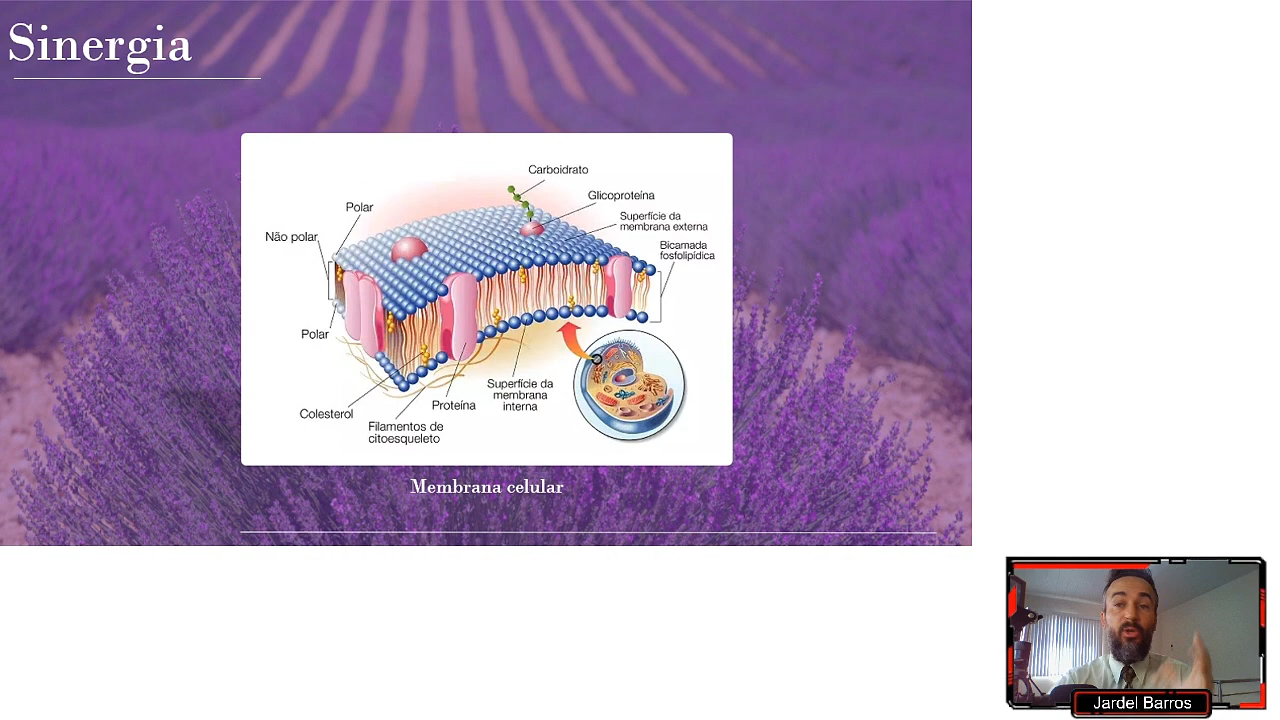 Sinergia
Carboidrato
Glicoproteína
Polar
Superfície da
membrana externa
Não polar
Bicamada
fosfolipídica
Polar
Superfície da
membrana
interna
Proteína
Colesterol
Filamentos de
citoesqueleto
Membrana celular
Jardel Barros